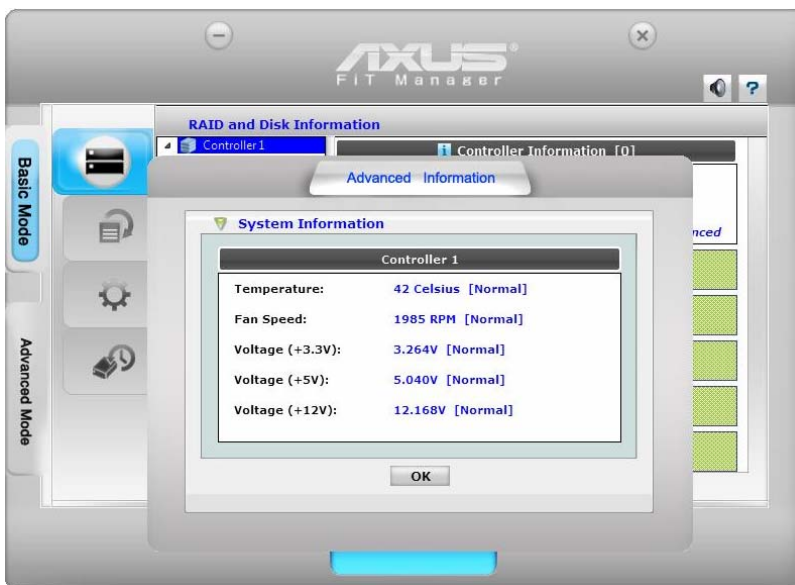 AXUS
FiT Manager
?
RAID and Disk Information
Controller 1
Controller Information [0]
Basic Mode
Advanced Mode
Advanced Information
nced
System Information
Controller 1
Temperature: 42 Celsius [Normal]
Fan Speed: 1985 RPM [Normal]
Voltage (+3.3V): 3.264V [Normal]
Voltage (+5V): 5.040V [Normal]
Voltage (+12V): 12.168V [Normal]
OK